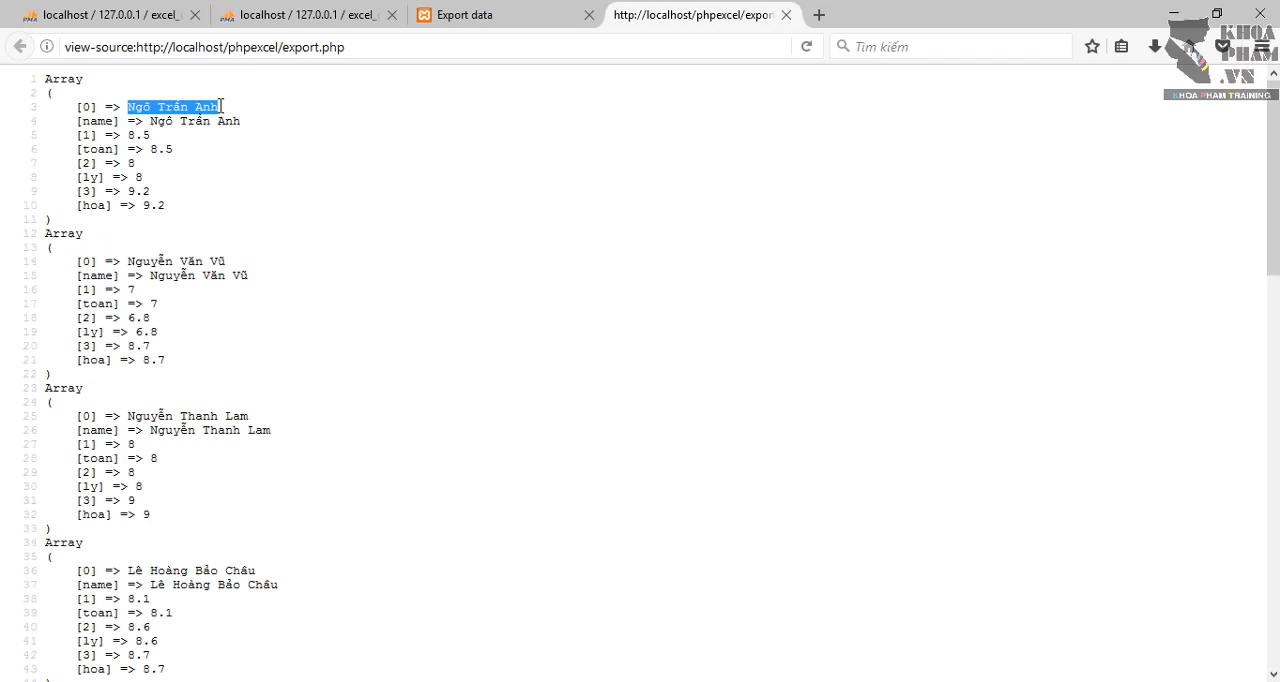 localhost / 127.0.0.1 / excel_
localhost / 127.0.0.1 / excel_
Export data
http://localhost/phpexcel/export
view-source:http://localhost/phpexcel/export.php
Tìm kiếm
KHOA
PHAM
.VN
KHOA PHAM TRAINING
1 Array
2 (
3 [0] => Ngô Trấn Anh
4 [name] => Ngô Trấn Anh
5 [1] => 8.5
6 [toan] => 8.5
7 [2] => 8
8 [ly] => 8
9 [3] => 9.2
10 [hoa] => 9.2
11 )
12 Array
13 (
14 [0] => Nguyễn Văn Vũ
15 [name] => Nguyễn Văn Vũ
16 [1] => 7
17 [toan] => 7
18 [2] => 6.8
19 [ly] => 6.8
20 [3] => 8.7
21 [hoa] => 8.7
22 )
23 Array
24 (
25 [0] => Nguyễn Thanh Lam
26 [name] => Nguyễn Thanh Lam
27 [1] => 8
28 [toan] => 8
29 [2] => 8
30 [ly] => 8
31 [3] => 9
32 [hoa] => 9
33 )
34 Array
35 (
36 [0] => Lê Hoàng Bảo Châu
37 [name] => Lê Hoàng Bảo Châu
38 [1] => 8.1
39 [toan] => 8.1
40 [2] => 8.6
41 [ly] => 8.6
42 [3] => 8.7
43 [hoa] => 8.7